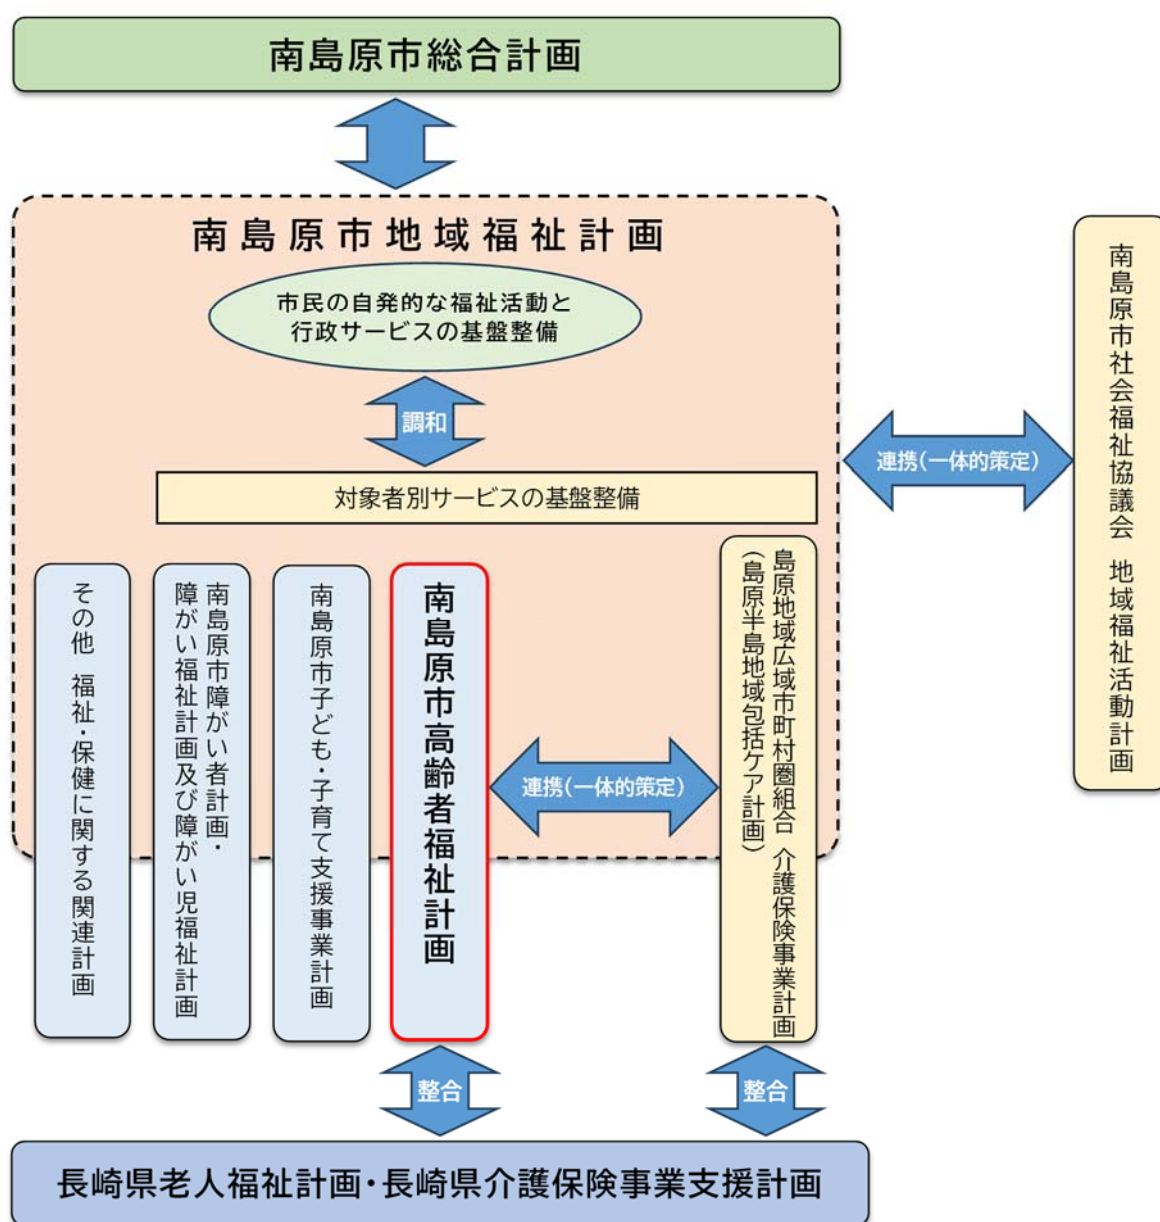 南島原市総合計画
南島原市地域福祉計画
市民の自発的な福祉活動と
行政サービスの基盤整備
調和
対象者別サービスの基盤整備
連携(一体的策定)
南島原市社会福祉協議会 地域福祉活動計画
その他 福祉・保健に関する関連計画
南島原市障がい者計画・
障がい福祉計画及び障がい児福祉計画
南島原市子ども・子育て支援事業計画
南島原市高齢者福祉計画
連携(一体的策定)
島原地域広域市町村圏組合 介護保険事業計画
(島原半島地域包括ケア計画)
整合
整合
長崎県老人福祉計画・長崎県介護保険事業支援計画